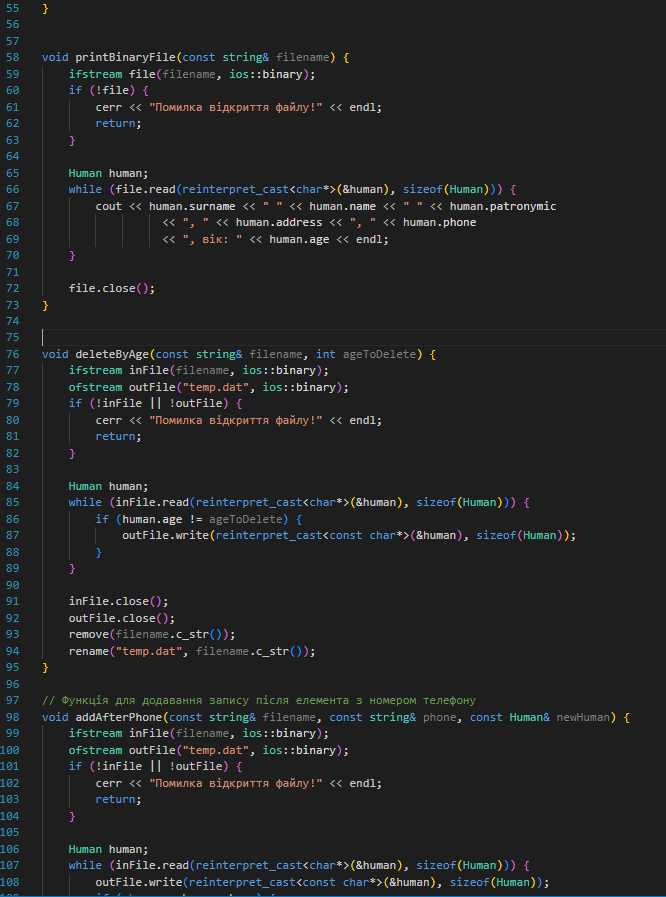 55 }
56
57
58 void printBinaryFile(const string& filename) {
59     ifstream file(filename, ios::binary);
60     if (!file) {
61         cerr << "Помилка відкриття файлу!" << endl;
62         return;
63     }
64
65     Human human;
66     while (file.read(reinterpret_cast<char*>(&human), sizeof(Human))) {
67         cout << human.surname << " " << human.name << " " << human.patronymic
68                   << ", " << human.address << ", " << human.phone
69                   << ", вік: " << human.age << endl;
70     }
71
72     file.close();
73 }
74
75
76 void deleteByAge(const string& filename, int ageToDelete) {
77     ifstream inFile(filename, ios::binary);
78     ofstream outFile("temp.dat", ios::binary);
79     if (!inFile || !outFile) {
80         cerr << "Помилка відкриття файлу!" << endl;
81         return;
82     }
83
84     Human human;
85     while (inFile.read(reinterpret_cast<char*>(&human), sizeof(Human))) {
86         if (human.age != ageToDelete) {
87             outFile.write(reinterpret_cast<const char*>(&human), sizeof(Human));
88         }
89     }
90
91     inFile.close();
92     outFile.close();
93     remove(filename.c_str());
94     rename("temp.dat", filename.c_str());
95 }
96
97 // Функція для додавання запису після елемента з номером телефону
98 void addAfterPhone(const string& filename, const string& phone, const Human& newHuman) {
99     ifstream inFile(filename, ios::binary);
100     ofstream outFile("temp.dat", ios::binary);
101     if (!inFile || !outFile) {
102         cerr << "Помилка відкриття файлу!" << endl;
103         return;
104     }
105
106     Human human;
107     while (inFile.read(reinterpret_cast<char*>(&human), sizeof(Human))) {
108         outFile.write(reinterpret_cast<const char*>(&human), sizeof(Human));